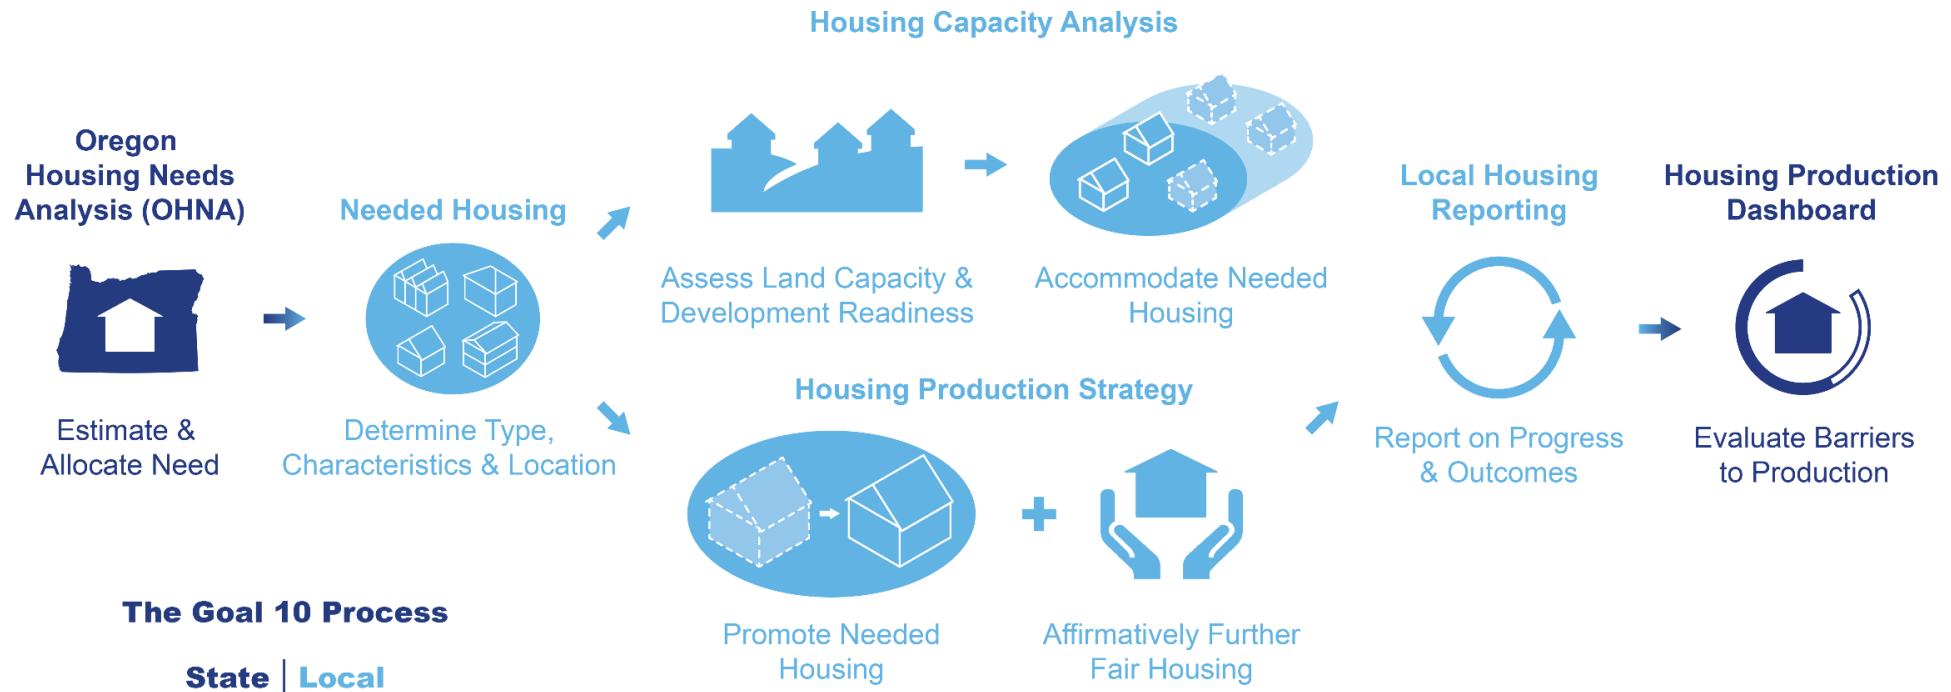 Housing Capacity Analysis
Oregon
Housing Needs
Analysis (OHNA)
Estimate &
Allocate Need
Needed Housing
Determine Type,
Characteristics & Location
Assess Land Capacity &
Development Readiness
Accommodate Needed
Housing
Housing Production Strategy
Promote Needed
Housing
Affirmatively Further
Fair Housing
Local Housing
Reporting
Report on Progress
& Outcomes
Housing Production
Dashboard
Evaluate Barriers
to Production
The Goal 10 Process
State | Local